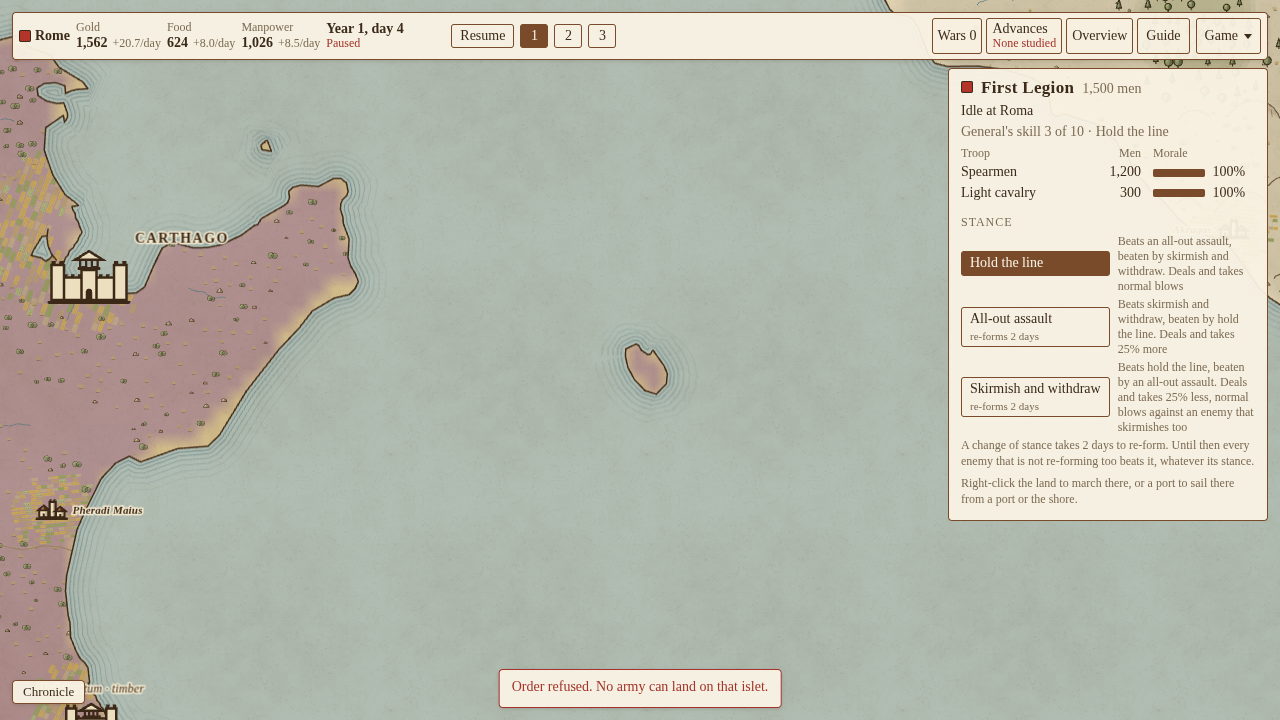 Rome
Gold
1,562 +20.7/day
Food
624 +8.0/day
Manpower
1,026 +8.5/day
Year 1, day 4
Paused
Resume
1
2
3
Wars 0
Advances
None studied
Overview
Guide
Game
First Legion 1,500 men
Idle at Roma
General's skill 3 of 10 · Hold the line
Troop Men Morale
Spearmen 1,200 100%
Light cavalry 300 100%
STANCE
Hold the line
Beats an all-out assault,
beaten by skirmish and
withdraw. Deals and takes
normal blows
All-out assault
re-forms 2 days
Beats skirmish and
withdraw, beaten by hold
the line. Deals and takes
25% more
Skirmish and withdraw
re-forms 2 days
Beats hold the line, beaten
by an all-out assault. Deals
and takes 25% less, normal
blows against an enemy that
skirmishes too
A change of stance takes 2 days to re-form. Until then every
enemy that is not re-forming too beats it, whatever its stance.
Right-click the land to march there, or a port to sail there
from a port or the shore.
CARTHAGO
Pheradi Maius
Chronicle
timber
Order refused. No army can land on that islet.